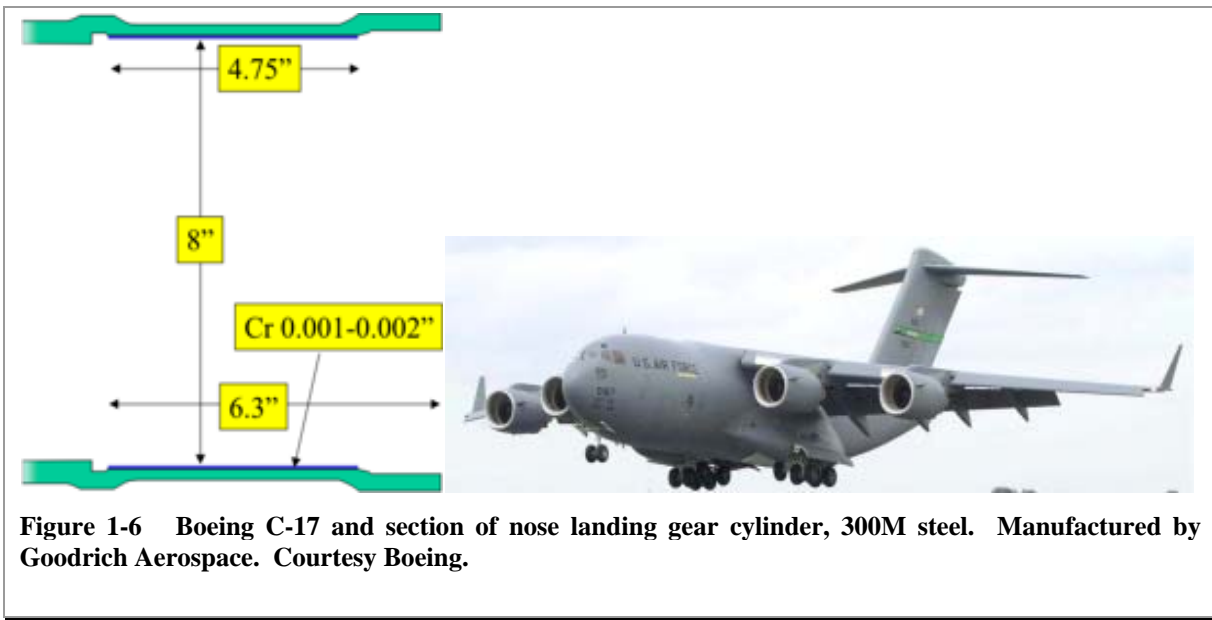 4.75”
8”
Cr 0.001-0.002”
6.3”
U.S. AIR FORCE
Figure 1-6 Boeing C-17 and section of nose landing gear cylinder, 300M steel. Manufactured by
Goodrich Aerospace. Courtesy Boeing.